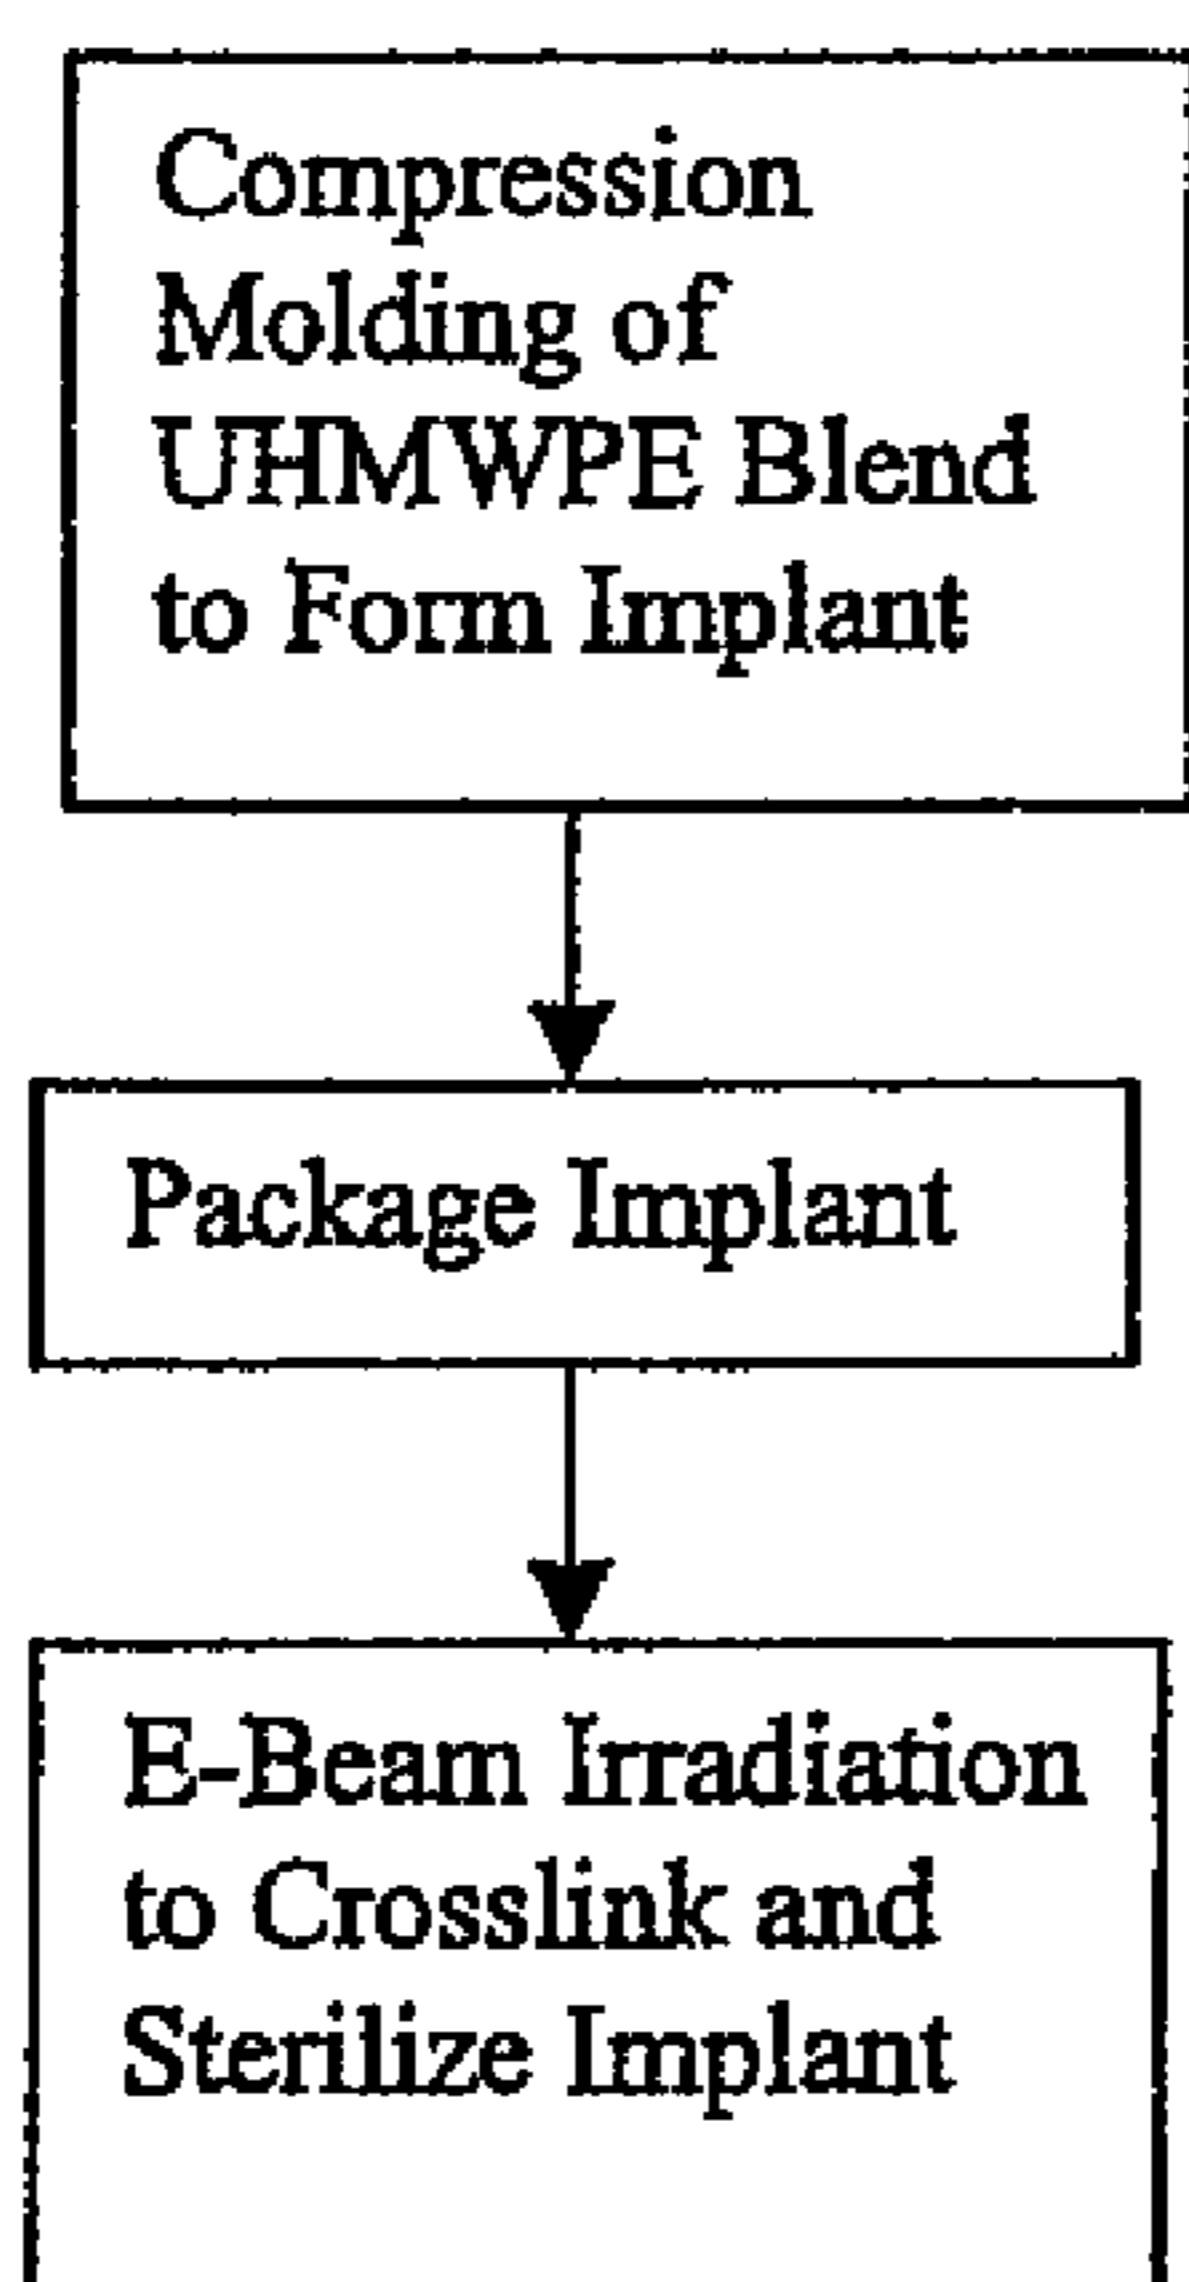 Compression
Molding of
UHMWPE Blend
to Form Implant
Package Implant
E-Beam Irradiation
to Crosslink and
Sterilize Implant